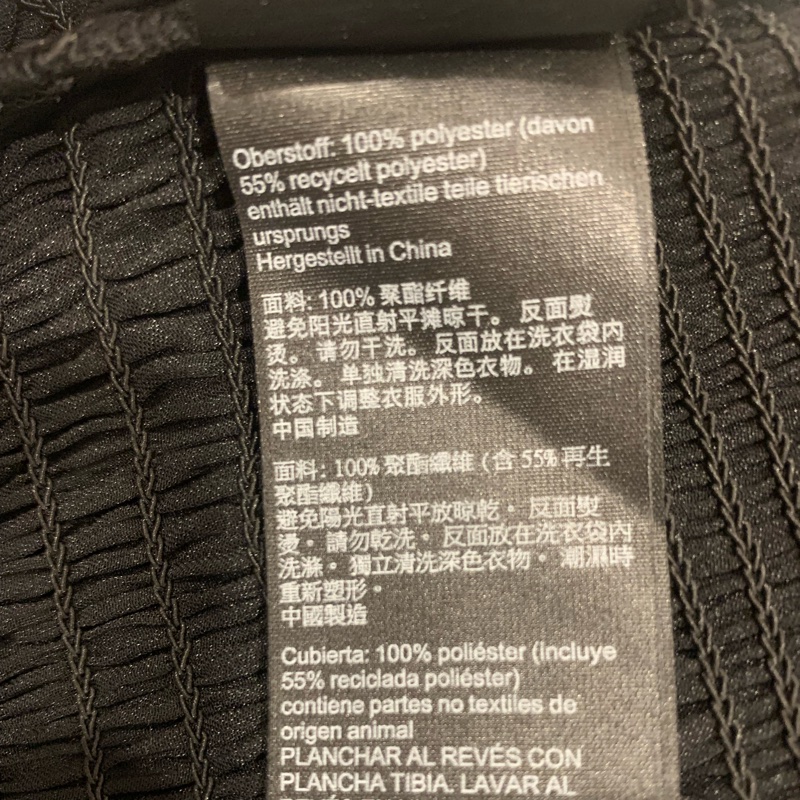 Oberstoff: 100% polyester (davon
55% recycelt polyester)
enthält nicht-textile teile tierischen
ursprungs
Hergestellt in China
面料: 100% 聚酯纤维
避免阳光直射平摊晾干。 反面熨
烫。 请勿干洗。 反面放在洗衣袋内
洗涤。 单独清洗深色衣物。 在湿润
状态下调整衣服外形。
中国制造
面料: 100% 聚酯纖維 (含 55% 再生
聚酯纖維)
避免陽光直射平放晾乾。 反面熨
燙。 請勿乾洗。 反面放在洗衣袋內
洗滌。 獨立清洗深色衣物。 潮濕時
重新塑形。
中國製造
Cubierta: 100% poliéster (incluye
55% reciclada poliéster)
contiene partes no textiles de
origen animal
PLANCHAR AL REVÉS CON
PLANCHA TIBIA. LAVAR AL